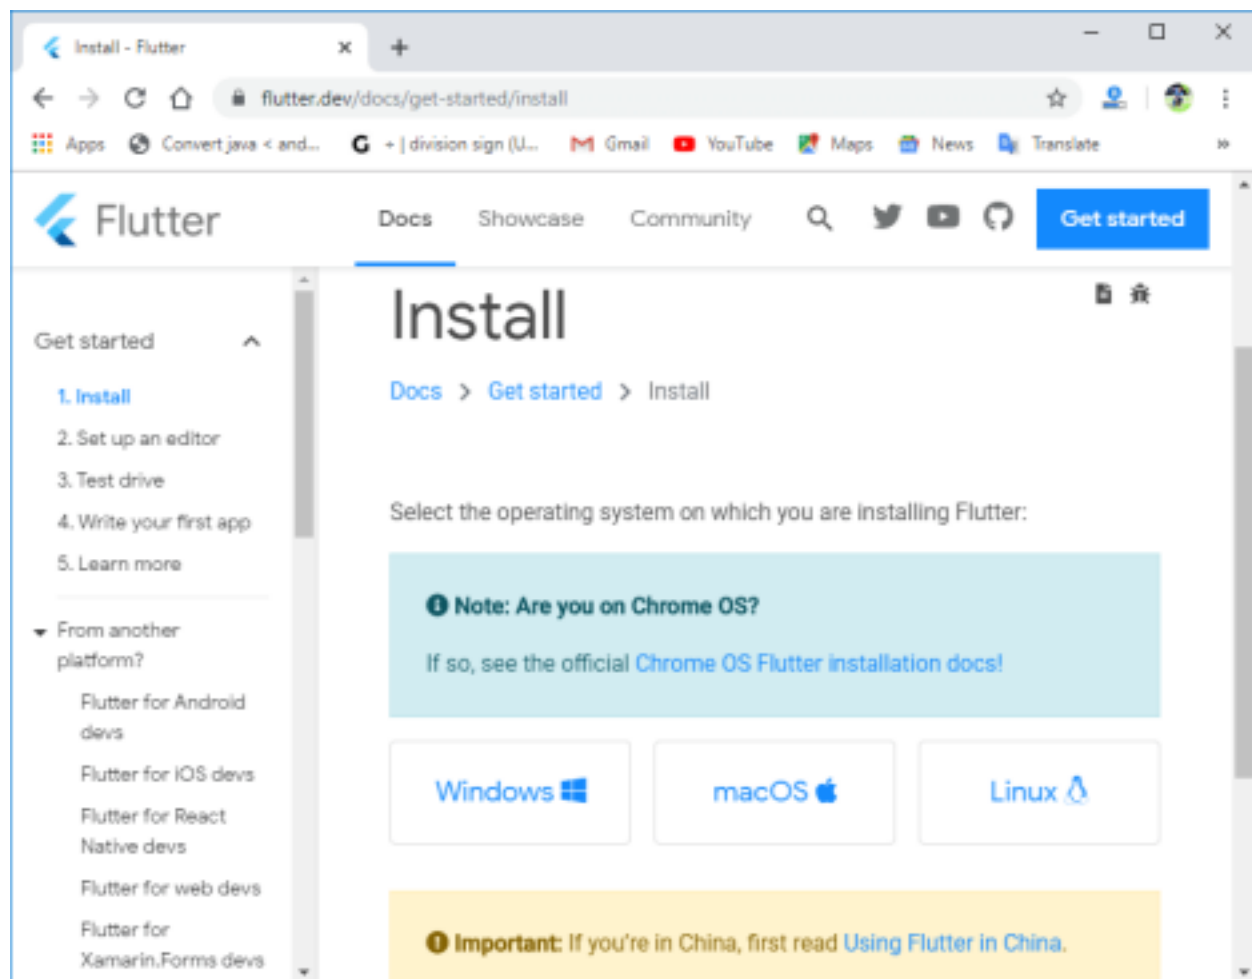 Install - Flutter
flutter.dev/docs/get-started/install
Apps Convert java < and... G + | division sign (U... Gmail YouTube Maps News Translate »
Flutter Docs Showcase Community Get started
Get started
1. Install
2. Set up an editor
3. Test drive
4. Write your first app
5. Learn more
From another
platform?
Flutter for Android
devs
Flutter for iOS devs
Flutter for React
Native devs
Flutter for web devs
Flutter for
Xamarin.Forms devs
Install
Docs > Get started > Install
Select the operating system on which you are installing Flutter:
Note: Are you on Chrome OS?
If so, see the official Chrome OS Flutter installation docs!
Windows macOS Linux
Important: If you're in China, first read Using Flutter in China.